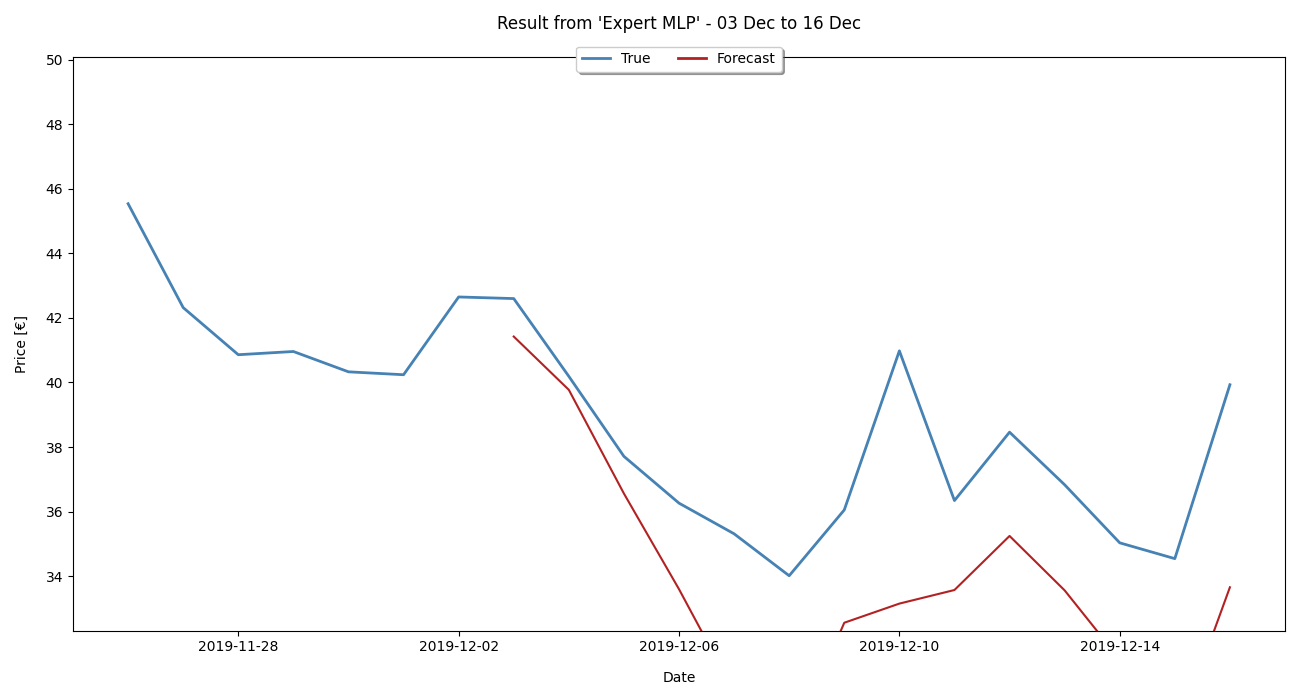 Result from 'Expert MLP' - 03 Dec to 16 Dec
True Forecast
50
48
46
44
42
40
38
36
34
Price [€]
2019-11-28 2019-12-02 2019-12-06 2019-12-10 2019-12-14
Date